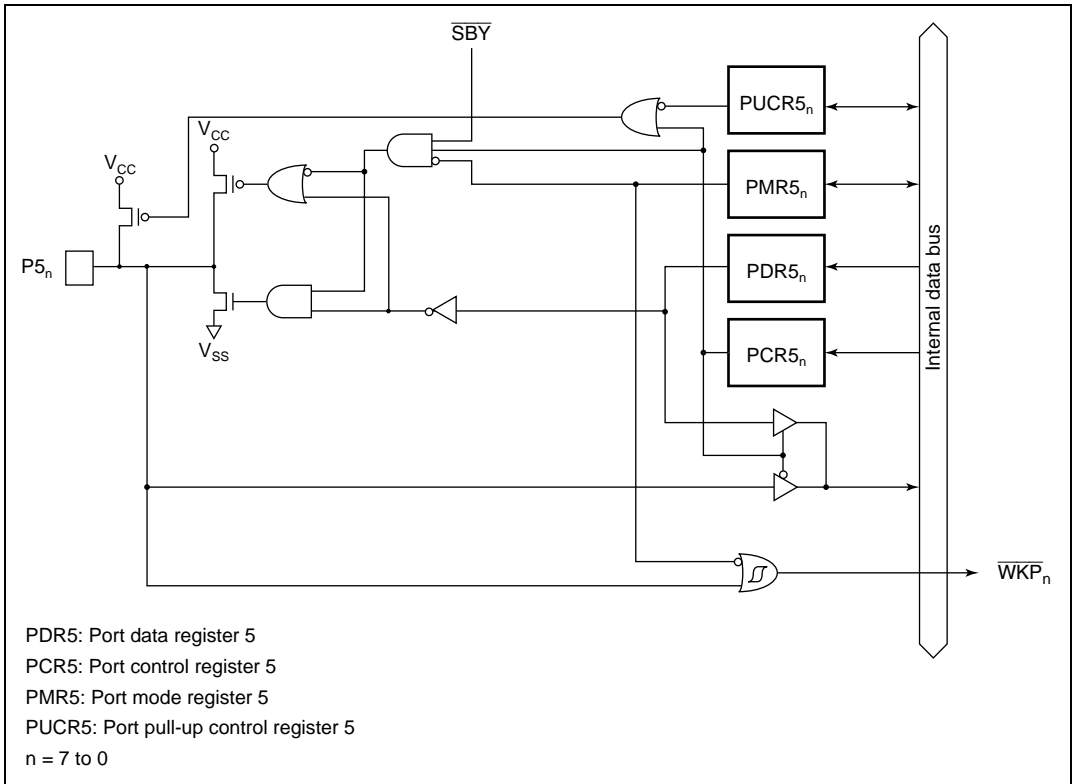 SBY
PUCR5n
VCC
VCC
PMR5n
P5n
PDR5n
VSS
PCR5n
Internal data bus
WKPn
PDR5: Port data register 5
PCR5: Port control register 5
PMR5: Port mode register 5
PUCR5: Port pull-up control register 5
n = 7 to 0